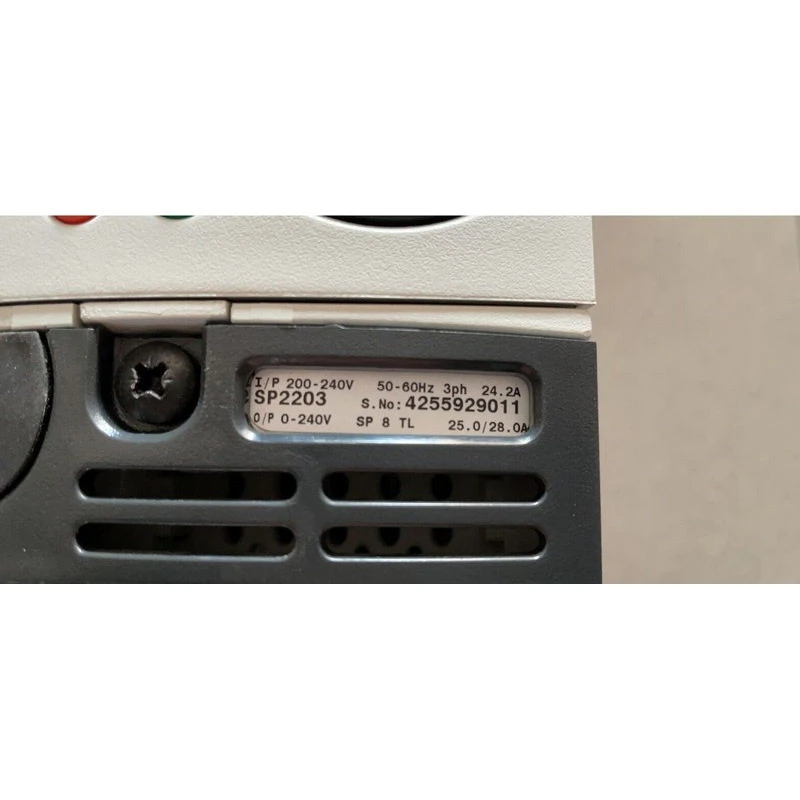 I/P 200-240V 50-60Hz 3ph 24.2A
SP2203 S.No:4255929011
O/P 0-240V SP 8 TL 25.0/28.0A